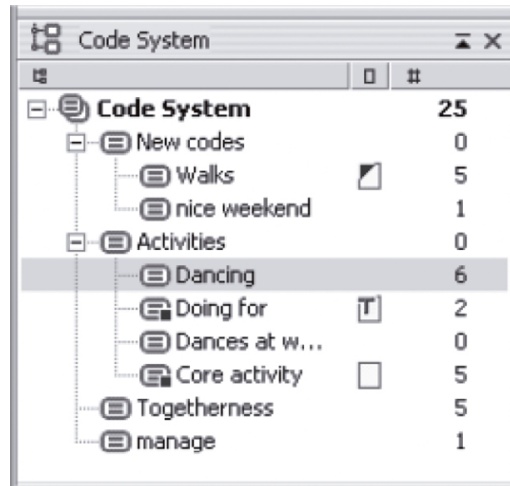 Code System
#
Code System 25
New codes 0
Walks 5
nice weekend 1
Activities 0
Dancing 6
Doing for T 2
Dances at w... 0
Core activity 5
Togetherness 5
manage 1